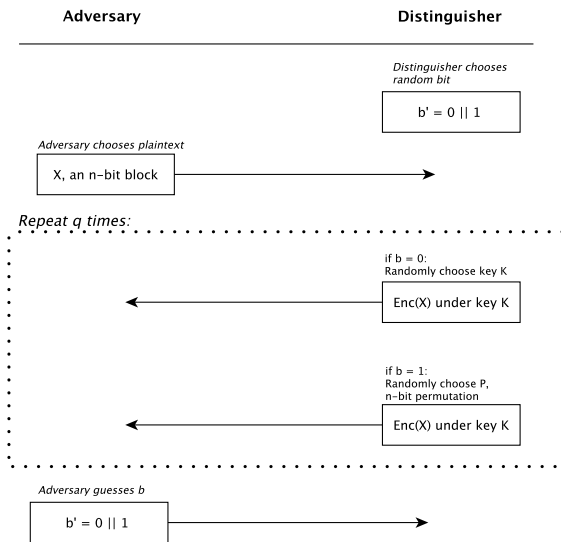 Adversary
Distinguisher
Distinguisher chooses
random bit
b' = 0 || 1
Adversary chooses plaintext
X, an n-bit block
Repeat q times:
if b = 0:
Randomly choose key K
Enc(X) under key K
if b = 1:
Randomly choose P,
n-bit permutation
Enc(X) under key K
Adversary guesses b
b' = 0 || 1